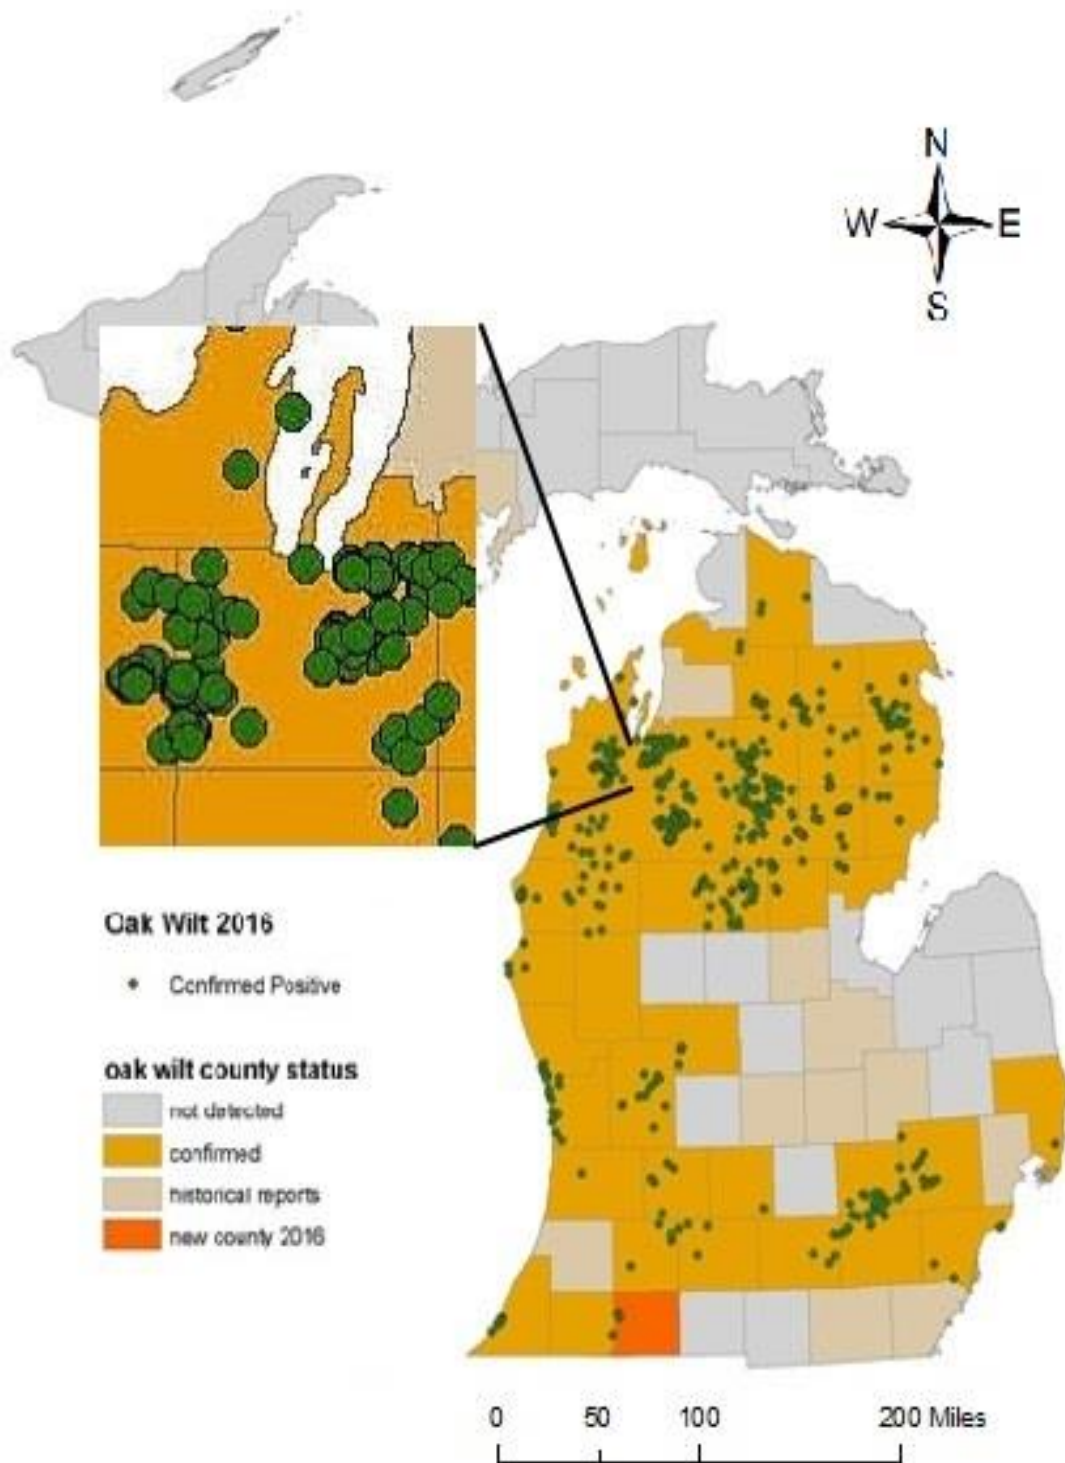 N
W E
S
Oak Wilt 2016
Confirmed Positive
oak wilt county status
not detected
confirmed
historical reports
new county 2016
0 50 100 200 Miles